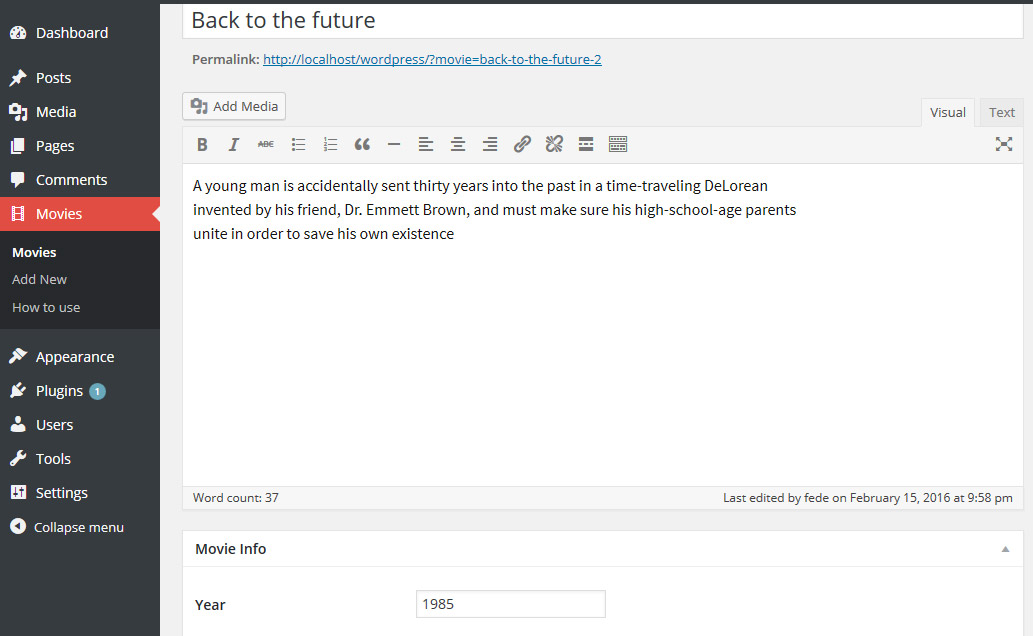 Dashboard
Posts
Media
Pages
Comments
Movies
Movies
Add New
How to use
Appearance
Plugins 1
Users
Tools
Settings
Collapse menu
Back to the future
Permalink: http://localhost/wordpress/?movie=back-to-the-future-2
Add Media
Visual Text
B I ABC
A young man is accidentally sent thirty years into the past in a time-traveling DeLorean
invented by his friend, Dr. Emmett Brown, and must make sure his high-school-age parents
unite in order to save his own existence
Word count: 37 Last edited by fede on February 15, 2016 at 9:58 pm
Movie Info
Year 1985